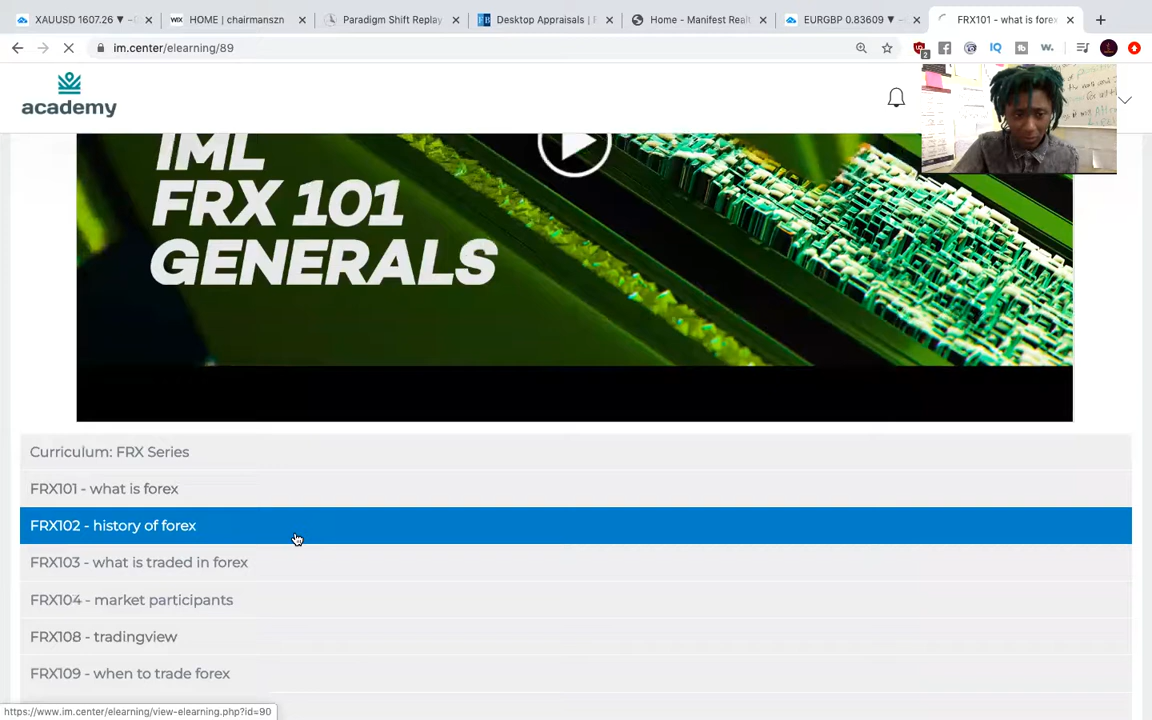 XAUUSD 1607.26 ▼
HOME | chairmanszn
Paradigm Shift Replay
Desktop Appraisals |
Home - Manifest Real
EURGBP 0.83609 ▼
FRX101 - what is fore
im.center/elearning/89
academy
IML
FRX 101
GENERALS
Curriculum: FRX Series
FRX101 - what is forex
FRX102 - history of forex
FRX103 - what is traded in forex
FRX104 - market participants
FRX108 - tradingview
FRX109 - when to trade forex
https://www.im.center/elearning/view-elearning.php?id=90